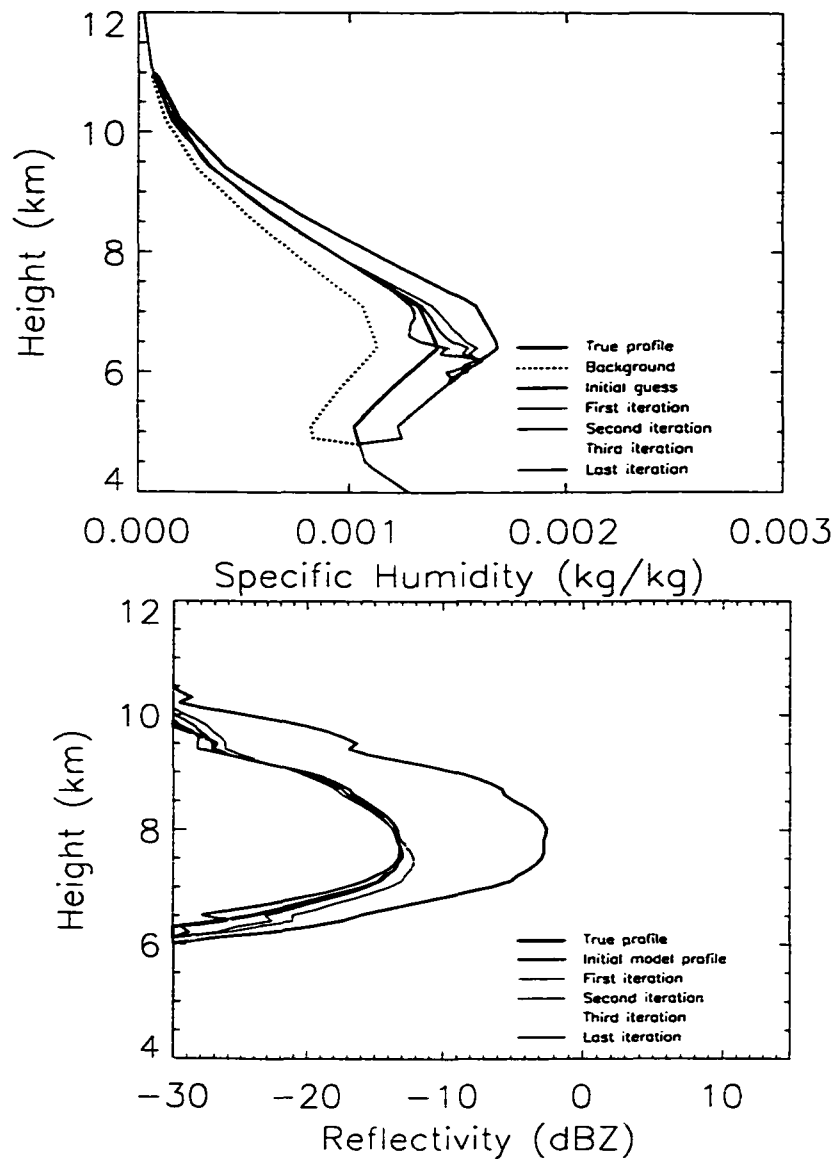 12
10
8
6
4
Height (km)
True profile
Background
Initial guess
First iteration
Second iteration
Third iteration
Last iteration
0.000 0.001 0.002 0.003
Specific Humidity (kg/kg)
12
10
8
6
4
Height (km)
True profile
Initial model profile
First iteration
Second iteration
Third iteration
Last iteration
-30 -20 -10 0 10
Reflectivity (dBZ)